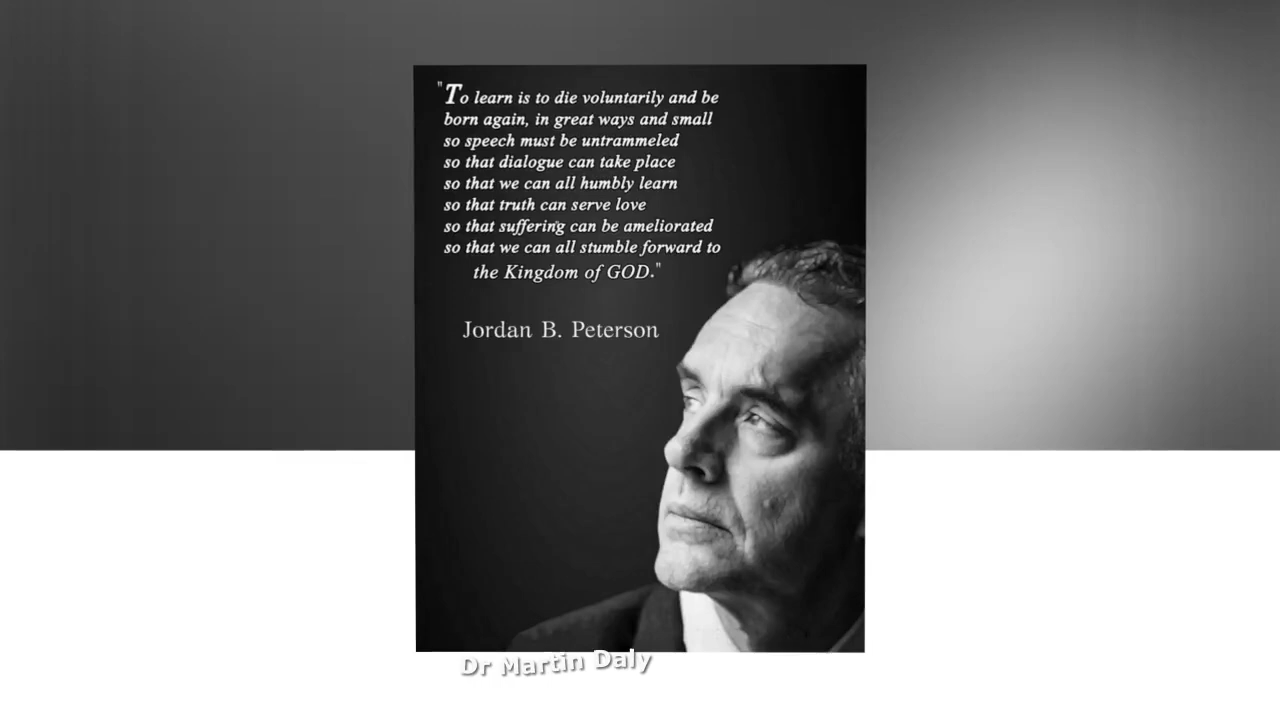 "To learn is to die voluntarily and be
born again, in great ways and small
so speech must be untrammeled
so that dialogue can take place
so that we can all humbly learn
so that truth can serve love
so that suffering can be ameliorated
so that we can all stumble forward to
the Kingdom of GOD."
Jordan B. Peterson
Dr Martin Daly